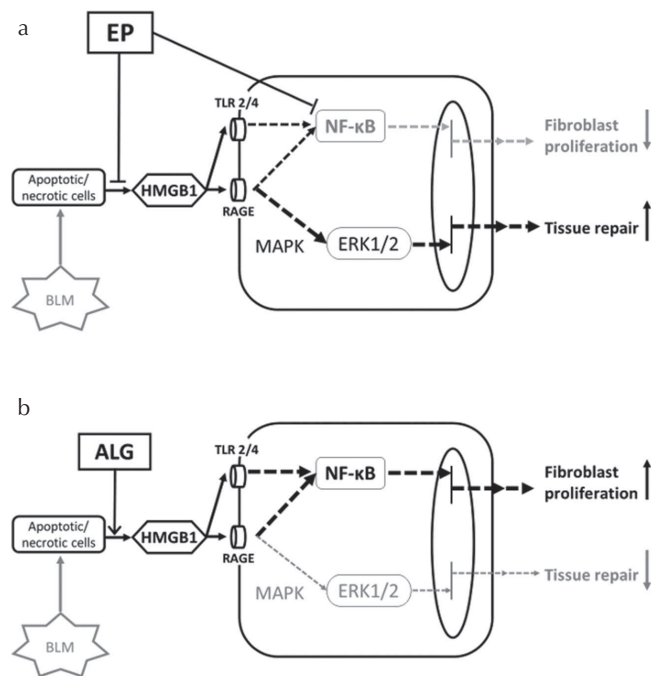 a
EP
TLR 2/4
NF-κB
Fibroblast
proliferation
Apoptotic/
necrotic cells
HMGB1
RAGE
MAPK
ERK1/2
Tissue repair
BLM
b
ALG
TLR 2/4
NF-κB
Fibroblast
proliferation
Apoptotic/
necrotic cells
HMGB1
RAGE
MAPK
ERK1/2
Tissue repair
BLM